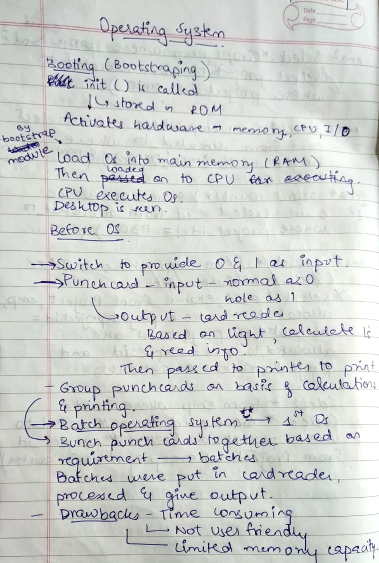 Date
Page
Operating System
Booting (Bootstraping)
init () is called
↳ stored in ROM
Activates hardware - memory, CPU, I/O
by
bootstrap
module
Load Os into main memory (RAM)
Then loaded on to CPU for executing.
CPU executes Os.
Desktop is seen.
Before OS
→ Switch to provide 0 & 1 as input.
→ Punchcard - input - normal as 0
hole as 1
↳ Output - card reader
Based on light, calculate 1s
& read info.
Then passed to printer to print
- Group punchcards on basis of calculations
& printing.
→ Batch operating system → 1st Os
→ Bunch punch cards together based on
requirement → batches
Batches were put in cardreader,
processed & give output.
- Drawbacks - Time consuming
Not user friendly
Limited memory capacity.